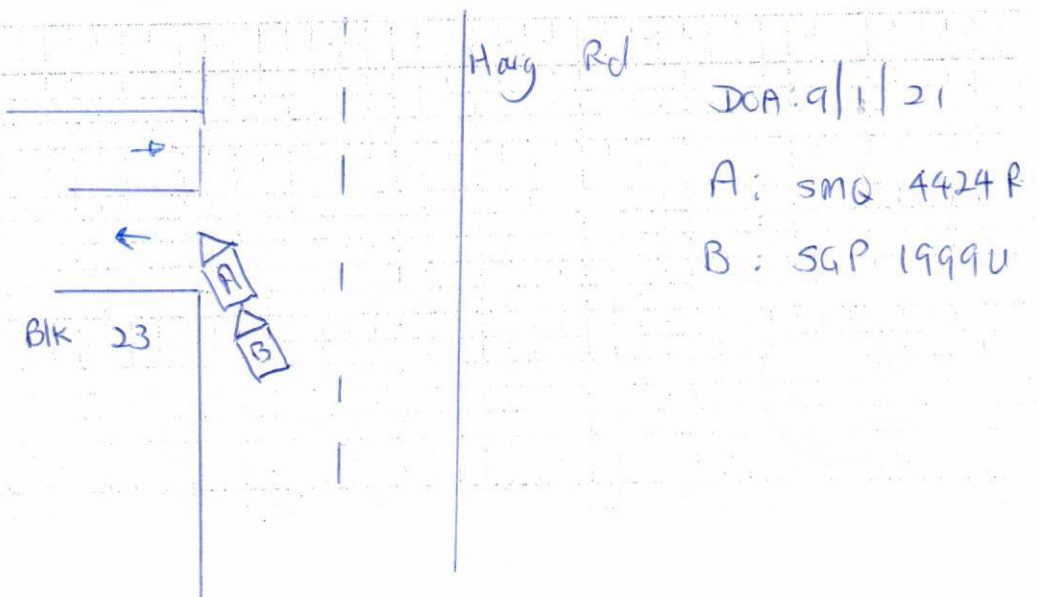 Haig Rd
DOA: 9/1/21
A: SMQ 4424R
B: SGP 1999U
A
B
Blk 23